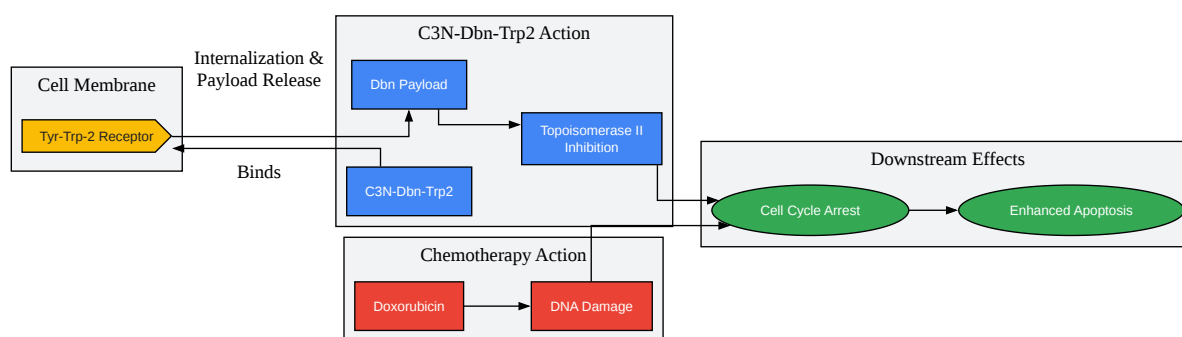 C3N-Dbn-Trp2 Action
Internalization &
Payload Release
Cell Membrane
Dbn Payload
Tyr-Trp-2 Receptor
Topoisomerase II
Inhibition
Binds
C3N-Dbn-Trp2
Downstream Effects
Cell Cycle Arrest
Enhanced Apoptosis
Chemotherapy Action
Doxorubicin
DNA Damage